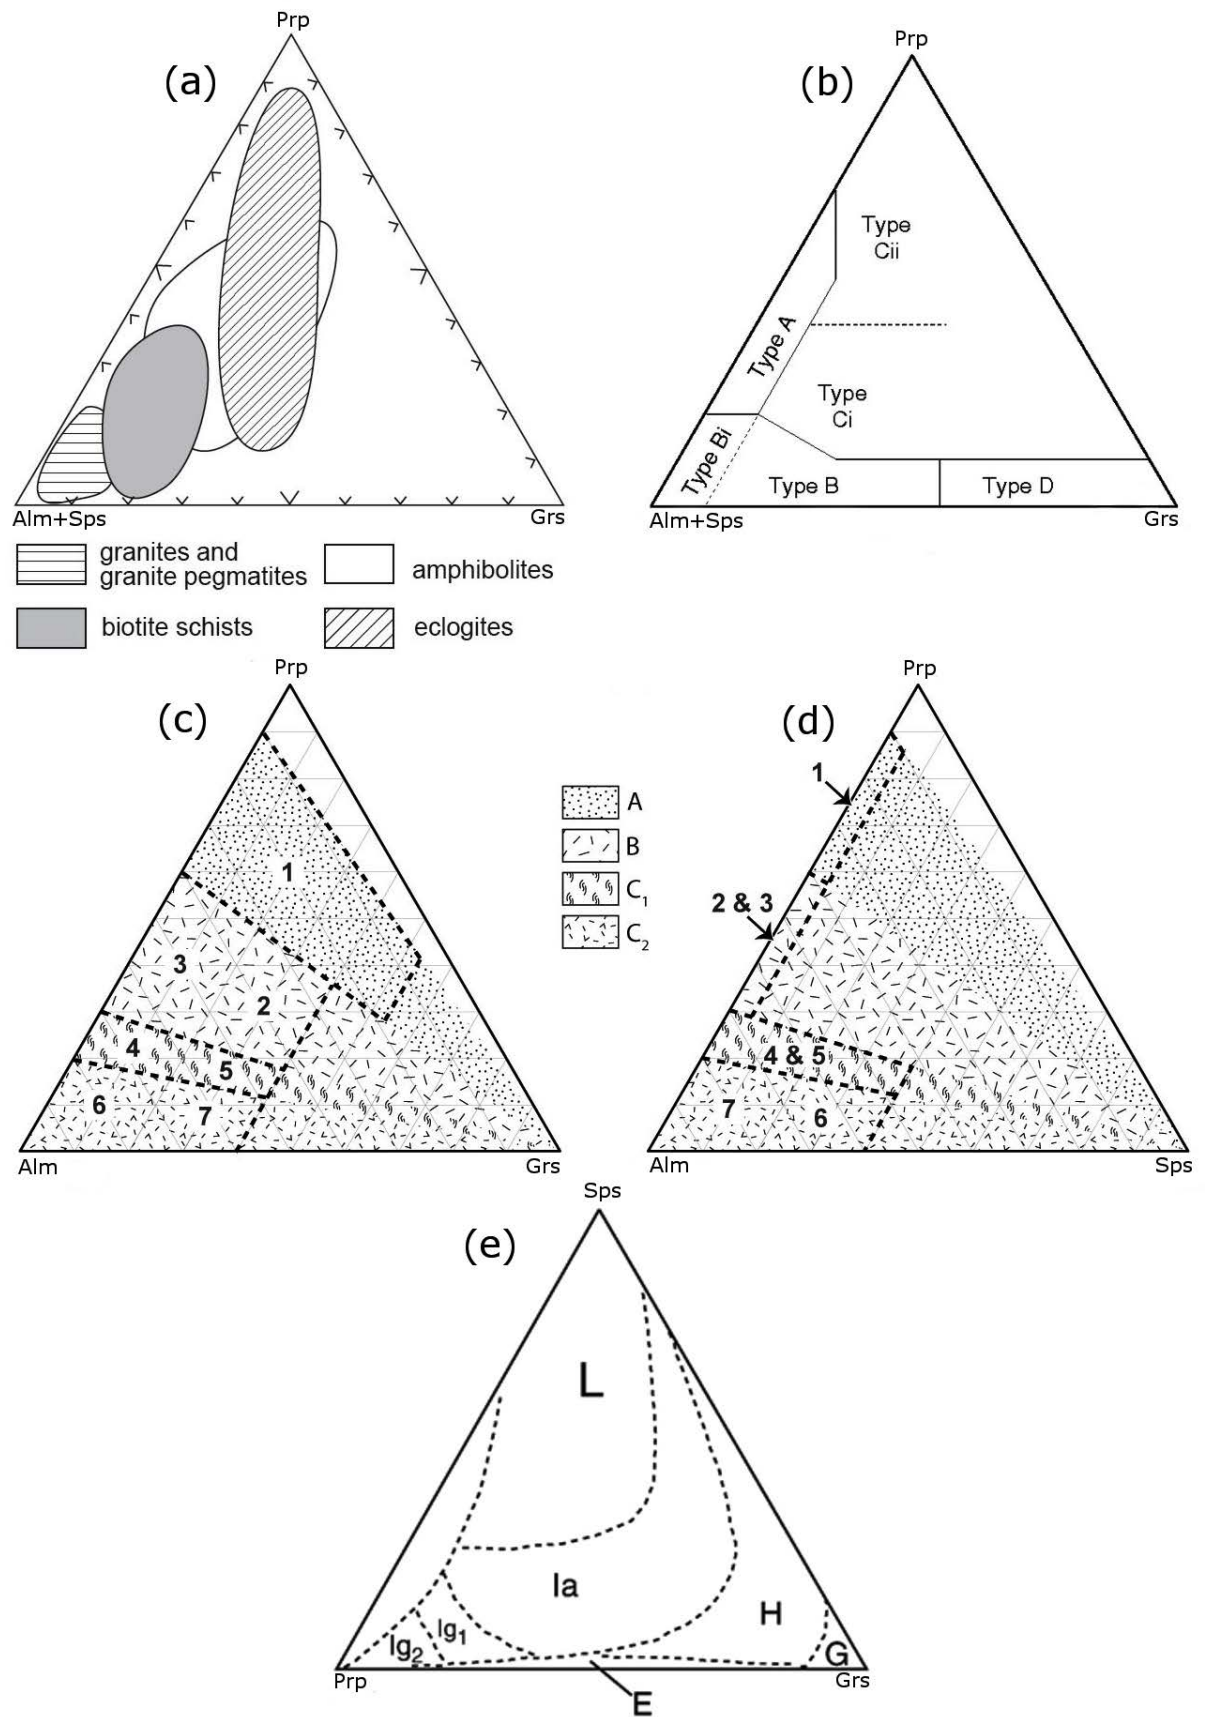 Prp
(a)
Alm+Sps
Grs
granites and
granite pegmatites
amphibolites
biotite schists
eclogites
Prp
(b)
Type
Cii
Type A
Type
Ci
Type Bi
Type B
Type D
Alm+Sps
Grs
Prp
(c)
1
3
2
4
5
6
7
Alm
Grs
A
B
C1
C2
Prp
(d)
1
2 & 3
4 & 5
7
6
Alm
Sps
Sps
(e)
L
Ia
H
Ig1
Ig2
G
Prp
Grs
E